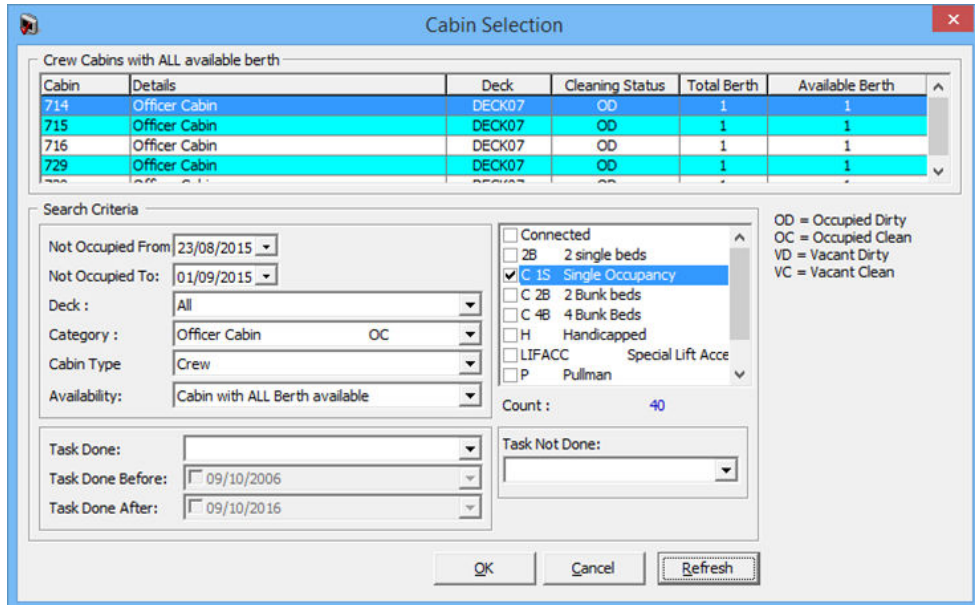 Cabin Selection
Crew Cabins with ALL available berth
Cabin Details Deck Cleaning Status Total Berth Available Berth
714 Officer Cabin DECK07 OD 1 1
715 Officer Cabin DECK07 OD 1 1
716 Officer Cabin DECK07 OD 1 1
729 Officer Cabin DECK07 OD 1 1
Search Criteria
Not Occupied From 23/08/2015
Not Occupied To: 01/09/2015
Deck : All
Category : Officer Cabin OC
Cabin Type Crew
Availability: Cabin with ALL Berth available
Connected
2B 2 single beds
C 1S Single Occupancy
C 2B 2 Bunk beds
C 4B 4 Bunk Beds
H Handicapped
LIFACC Special Lift Acce
P Pullman
Count : 40
OD = Occupied Dirty
OC = Occupied Clean
VD = Vacant Dirty
VC = Vacant Clean
Task Done:
Task Done Before: 09/10/2006
Task Done After: 09/10/2016
Task Not Done:
OK Cancel Refresh